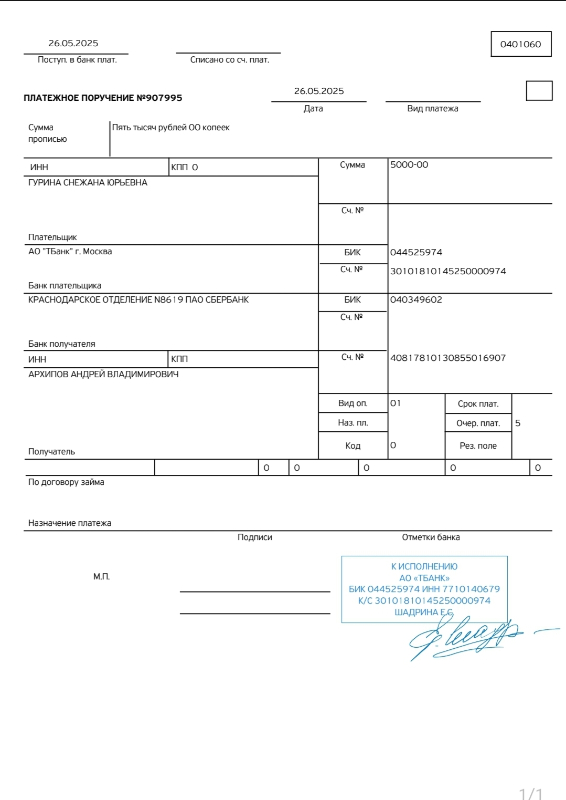 26.05.2025
0401060
Поступ. в банк плат.
Списано со сч. плат.
ПЛАТЕЖНОЕ ПОРУЧЕНИЕ №907995
26.05.2025
Дата
Вид платежа
Сумма прописью
Пять тысяч рублей 00 копеек
ИНН
КПП 0
Сумма
5000-00
ГУРИНА СНЕЖАНА ЮРЬЕВНА
Сч. №
Плательщик
АО "ТБанк" г. Москва
БИК
044525974
Сч. №
30101810145250000974
Банк плательщика
КРАСНОДАРСКОЕ ОТДЕЛЕНИЕ N8619 ПАО СБЕРБАНК
БИК
040349602
Сч. №
Банк получателя
ИНН
КПП
Сч. №
40817810130855016907
АРХИПОВ АНДРЕЙ ВЛАДИМИРОВИЧ
Вид оп.
01
Срок плат.
Наз. пл.
Очер. плат.
5
Получатель
Код
0
Рез. поле
0
0
0
0
0
По договору займа
Назначение платежа
Подписи
Отметки банка
М.П.
К ИСПОЛНЕНИЮ
АО «ТБАНК»
БИК 044525974 ИНН 7710140679
К/С 30101810145250000974
ШАДРИНА Е.С.
1/1